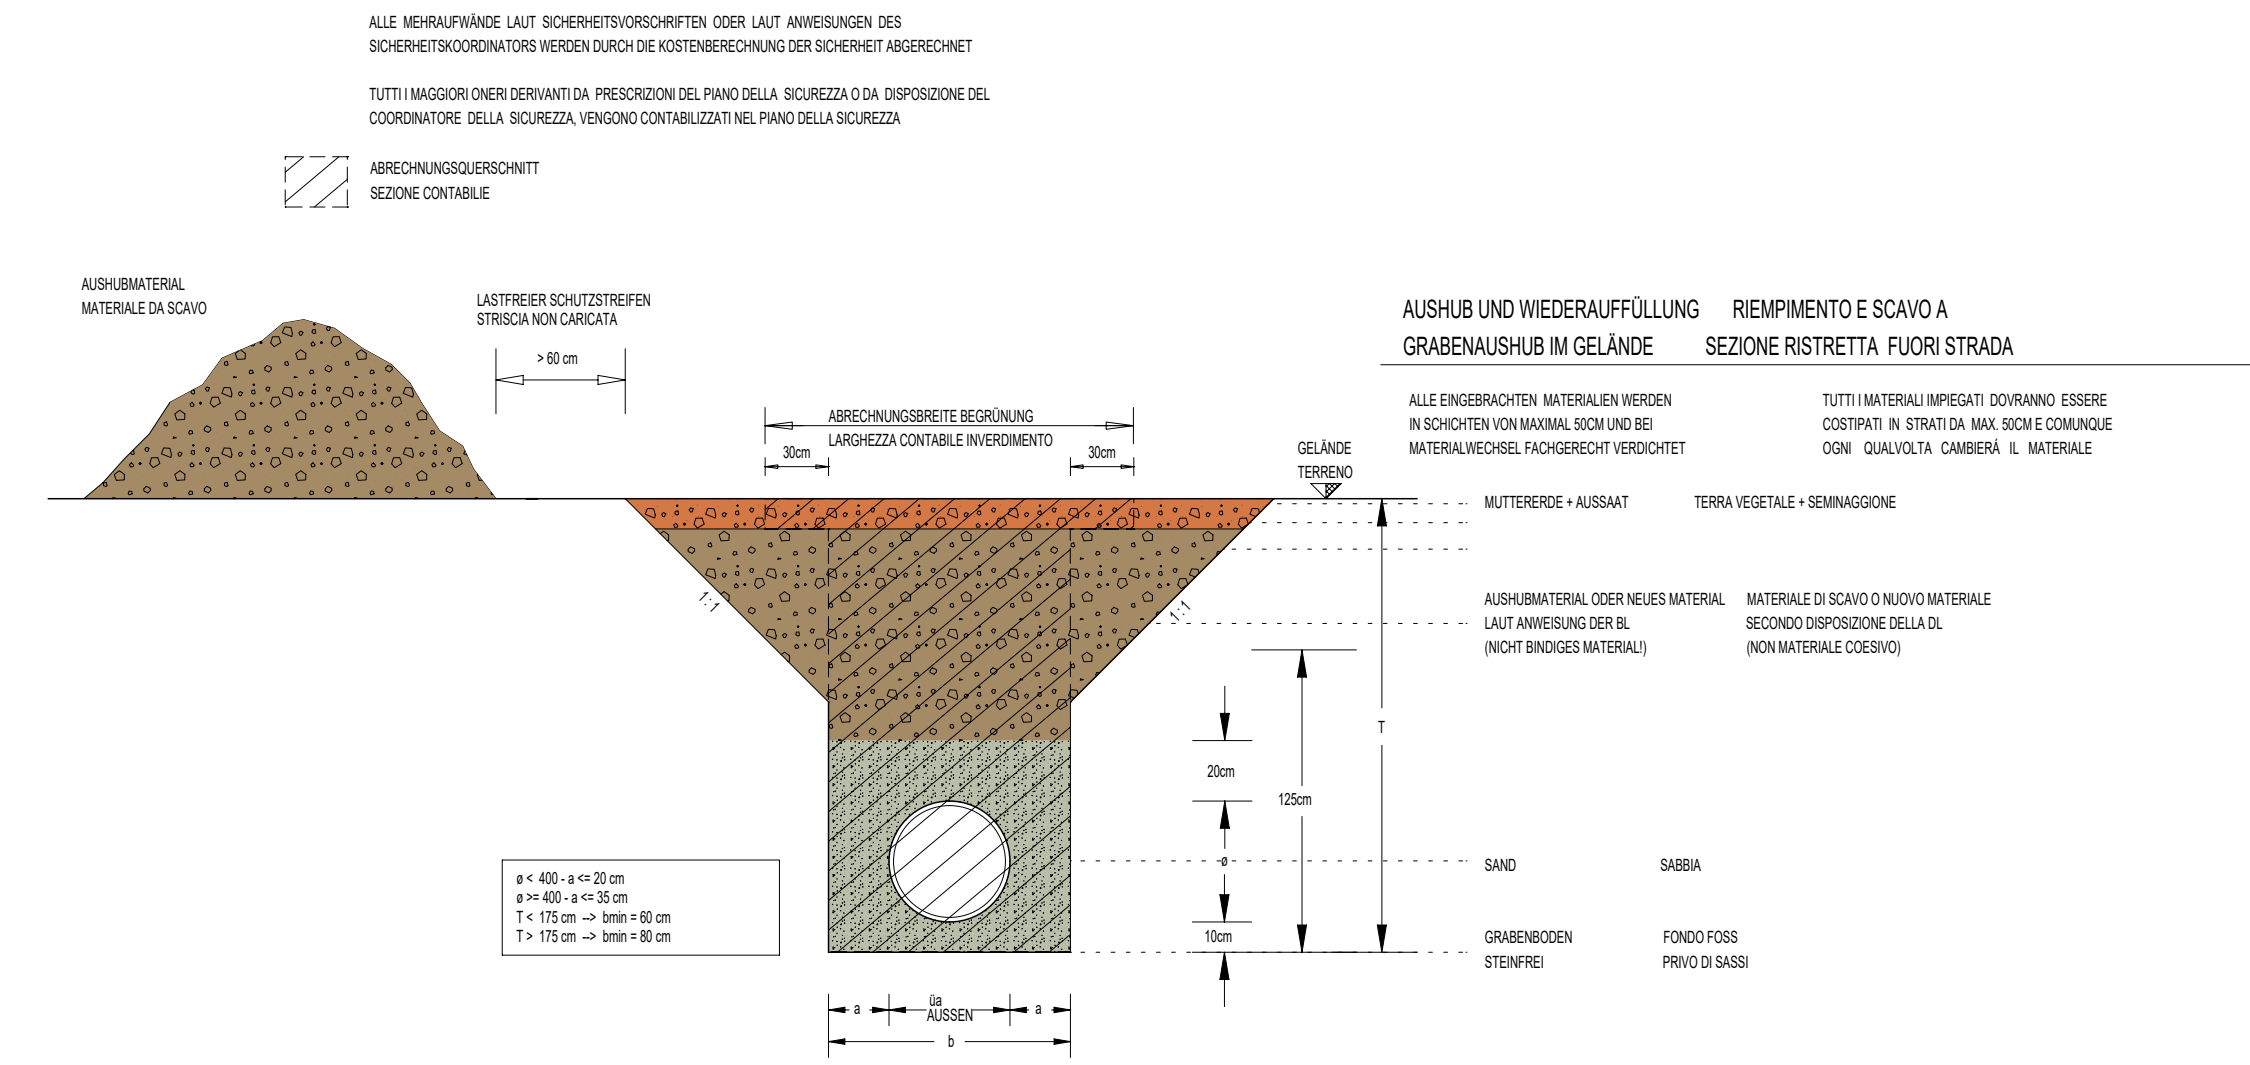 ALLE MEHRAUFWÄNDE LAUT SICHERHEITSVORSCHRIFTEN ODER LAUT ANWEISUNGEN DES
SICHERHEITSKOORDINATORS WERDEN DURCH DIE KOSTENBERECHNUNG DER SICHERHEIT ABGERECHNET
TUTTI I MAGGIORI ONERI DERIVANTI DA PRESCRIZIONI DEL PIANO DELLA SICUREZZA O DA DISPOSIZIONE DEL
COORDINATORE DELLA SICUREZZA, VENGONO CONTABILIZZATI NEL PIANO DELLA SICUREZZA
ABRECHNUNGSQUERSCHNITT
SEZIONE CONTABILIE
AUSHUBMATERIAL
MATERIALE DA SCAVO
LASTFREIER SCHUTZSTREIFEN
STRISCIA NON CARICATA
> 60 cm
ABRECHNUNGSBREITE BEGRÜNUNG
LARGHEZZA CONTABILE INVERDIMENTO
30cm
30cm
GELÄNDE
TERRENO
AUSHUB UND WIEDERAUFFÜLLUNG RIEMPIMENTO E SCAVO A
GRABENAUSHUB IM GELÄNDE SEZIONE RISTRETTA FUORI STRADA
ALLE EINGEBRACHTEN MATERIALIEN WERDEN
IN SCHICHTEN VON MAXIMAL 50CM UND BEI
MATERIALWECHSEL FACHGERECHT VERDICHTET
TUTTI I MATERIALI IMPIEGATI DOVRANNO ESSERE
COSTIPATI IN STRATI DA MAX. 50CM E COMUNQUE
OGNI QUALVOLTA CAMBIERÁ IL MATERIALE
MUTTERERDE + AUSSAAT TERRA VEGETALE + SEMINAGGIONE
1:1
1:1
AUSHUBMATERIAL ODER NEUES MATERIAL
LAUT ANWEISUNG DER BL
(NICHT BINDIGES MATERIAL!)
MATERIALE DI SCAVO O NUOVO MATERIALE
SECONDO DISPOSIZIONE DELLA DL
(NON MATERIALE COESIVO)
T
20cm
125cm
ø
10cm
SAND SABBIA
GRABENBODEN
STEINFREI
FONDO FOSS
PRIVO DI SASSI
ø < 400 - a <= 20 cm
ø >= 400 - a <= 35 cm
T < 175 cm --> bmin = 60 cm
T > 175 cm --> bmin = 80 cm
a
üa
AUSSEN
a
b